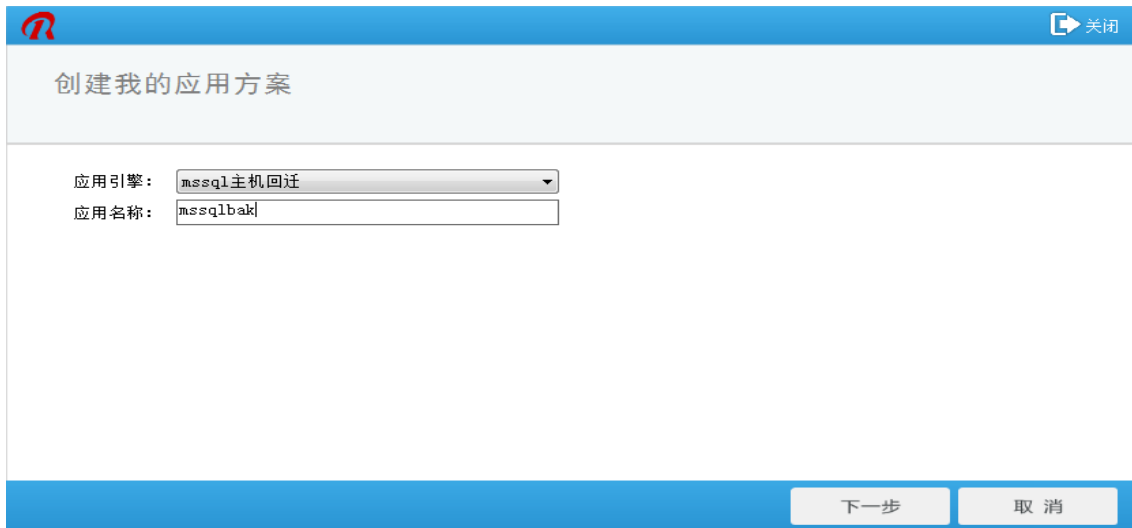 关闭
创建我的应用方案
应用引擎： mssql主机回迁
应用名称： mssqlbak
下一步 取 消